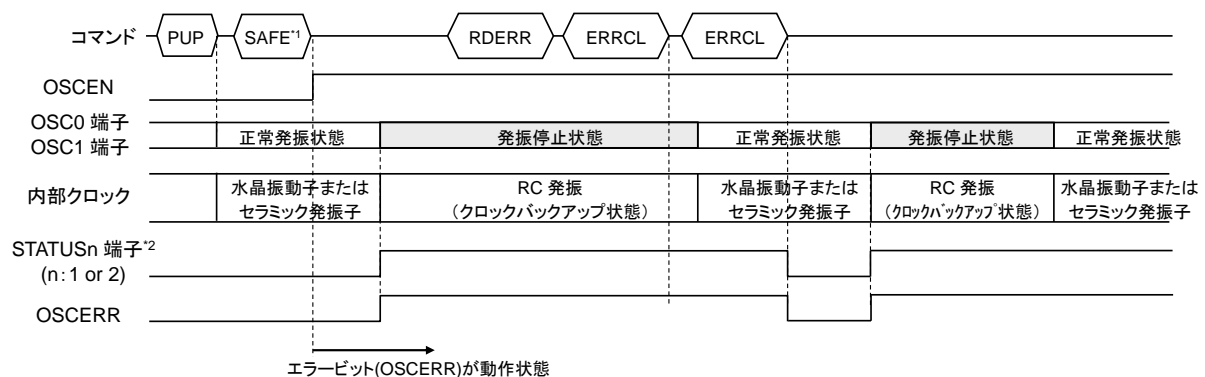 コマンド PUP SAFE*1 RDERR ERRCL ERRCL
OSCEN
OSC0 端子
OSC1 端子
正常発振状態 発振停止状態 正常発振状態 発振停止状態 正常発振状態
内部クロック
水晶振動子または
セラミック発振子
RC 発振
(クロックバックアップ状態)
水晶振動子または
セラミック発振子
RC 発振
(クロックバックアップ状態)
水晶振動子または
セラミック発振子
STATUSn 端子*2
(n:1 or 2)
OSCERR
エラービット(OSCERR)が動作状態